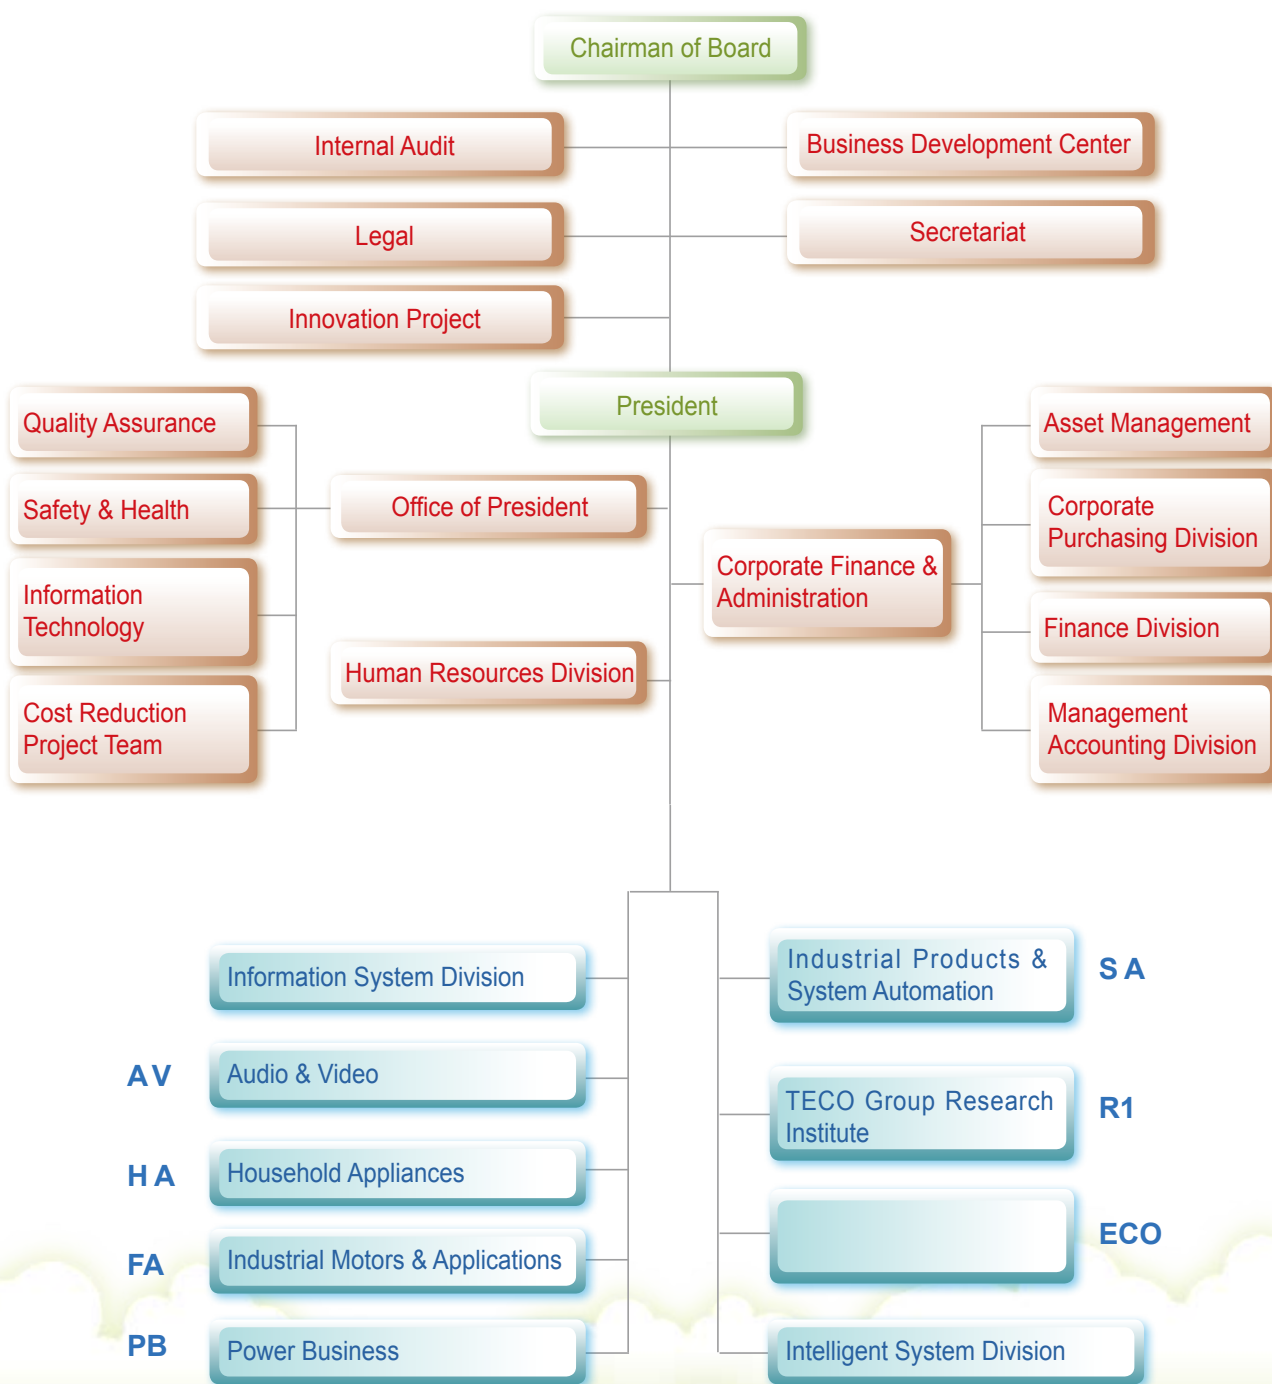 Chairman of Board
Internal Audit
Business Development Center
Legal
Secretariat
Innovation Project
President
Quality Assurance
Asset Management
Safety & Health
Office of President
Corporate
Purchasing Division
Corporate Finance &
Administration
Information
Technology
Finance Division
Human Resources Division
Cost Reduction
Project Team
Management
Accounting Division
Information System Division
Industrial Products &
System Automation
S A
A V
Audio & Video
TECO Group Research
Institute
R1
H A
Household Appliances
ECO
FA
Industrial Motors & Applications
PB
Power Business
Intelligent System Division